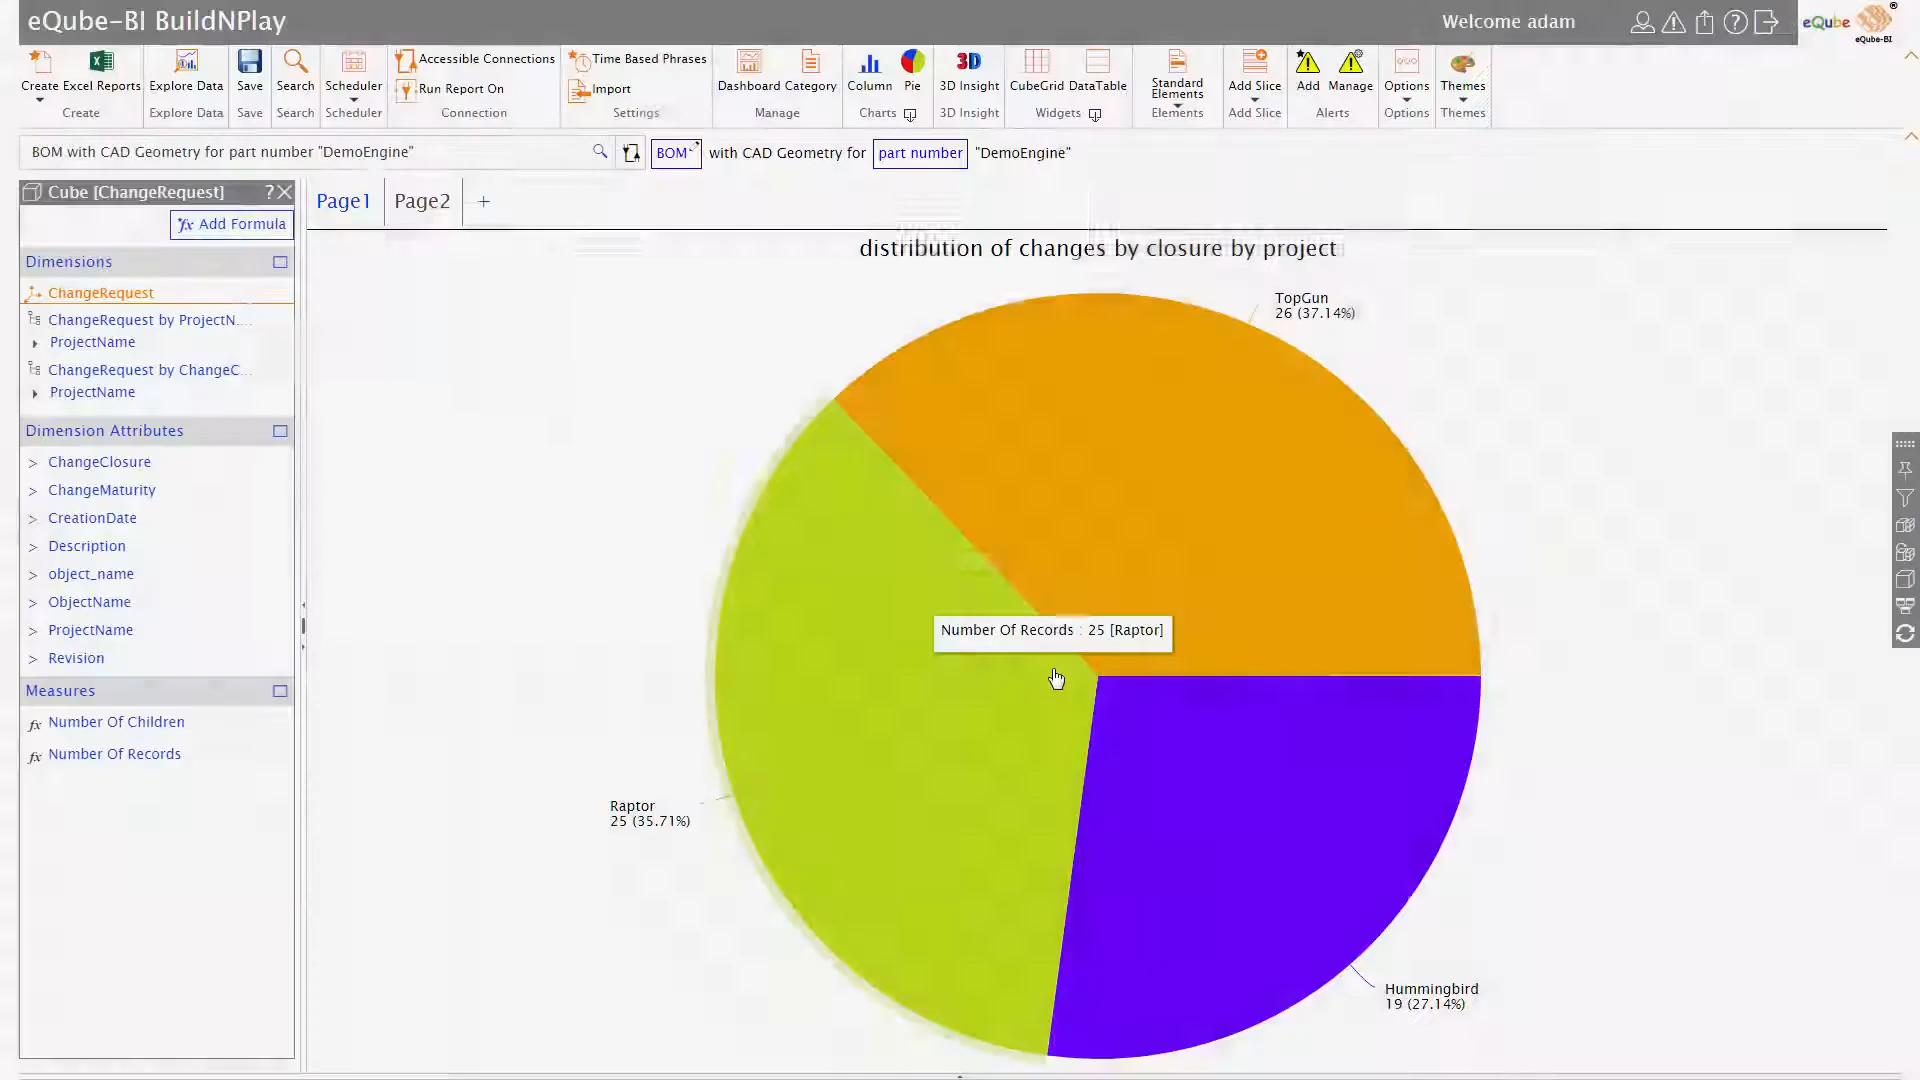 eQube-BI BuildNPlay
Welcome adam
eQube
eQube-BI
Create Excel Reports
Create
Explore Data
Explore Data
Save
Save
Search
Search
Scheduler
Scheduler
Accessible Connections
Run Report On
Connection
Time Based Phrases
Import
Settings
Dashboard Category
Manage
Column Pie
Charts
3D
3D Insight
3D Insight
CubeGrid DataTable
Widgets
Standard
Elements
Elements
Add Slice
Add Slice
Add Manage
Alerts
Options
Options
Themes
Themes
BOM with CAD Geometry for part number "DemoEngine"
BOM with CAD Geometry for part number "DemoEngine"
Cube [ChangeRequest] ?
fx Add Formula
Dimensions
ChangeRequest
ChangeRequest by ProjectN...
ProjectName
ChangeRequest by ChangeC...
ProjectName
Dimension Attributes
> ChangeClosure
> ChangeMaturity
> CreationDate
> Description
> object_name
> ObjectName
> ProjectName
> Revision
Measures
fx Number Of Children
fx Number Of Records
Page1 Page2 +
distribution of changes by closure by project
TopGun
26 (37.14%)
Number Of Records : 25 [Raptor]
Raptor
25 (35.71%)
Hummingbird
19 (27.14%)